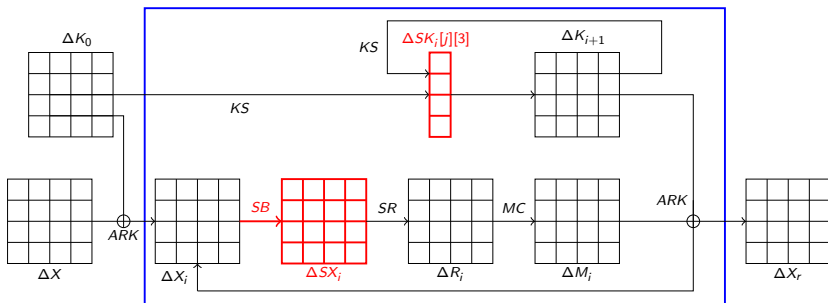 ΔK₀
KS
ΔSKᵢ[j][3]
ΔKᵢ₊₁
KS
SB
SR
MC
ARK
ARK
ΔX
ΔXᵢ
ΔSXᵢ
ΔRᵢ
ΔMᵢ
ΔXᵣ